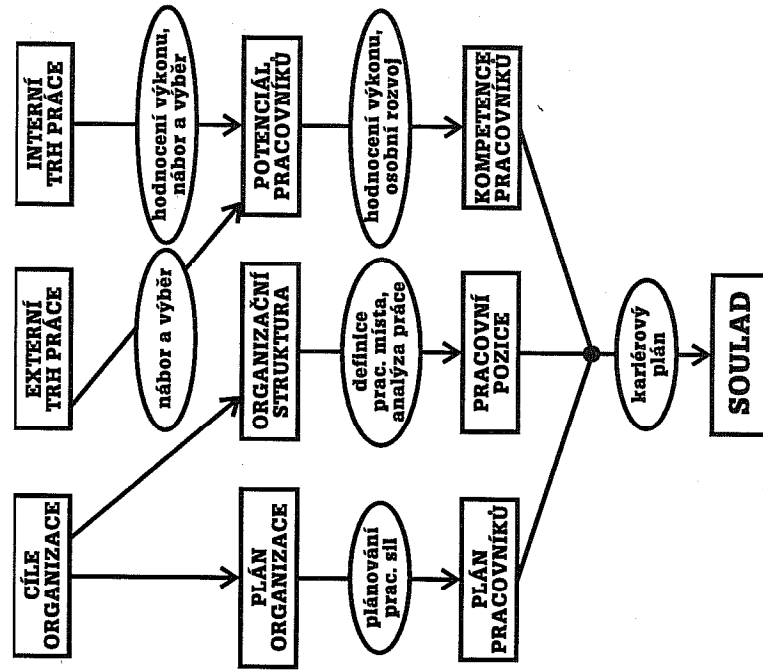 CÍLE
ORGANIZACE
EXTERNÍ
TRH PRÁCE
INTERNÍ
TRH PRÁCE
nábor a výběr
hodnocení výkonu,
nábor a výběr
PLÁN
ORGANIZACE
ORGANIZAČNÍ
STRUKTURA
POTENCIÁL
PRACOVNÍKŮ
plánování
prac. sil
definice
prac. místa,
analýza práce
hodnocení výkonu,
osobní rozvoj
PLÁN
PRACOVNÍKŮ
PRACOVNÍ
POZICE
KOMPETENCE
PRACOVNÍKŮ
kariérový
plán
SOULAD